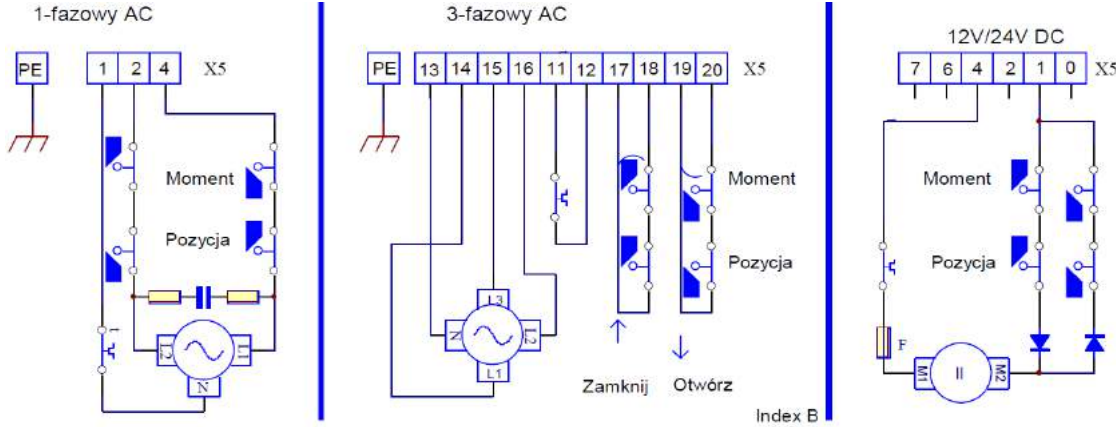 1-fazowy AC
PE
1 2 4 X5
Moment
Pozycja
t
L2 L1
N
3-fazowy AC
PE
13 14 15 16 11 12 17 18 19 20 X5
Moment
Pozycja
L3
N L2
L1
Zamknij Otwórz
Index B
12V/24V DC
7 6 4 2 1 0 X5
Moment
Pozycja
F
M1 II M2